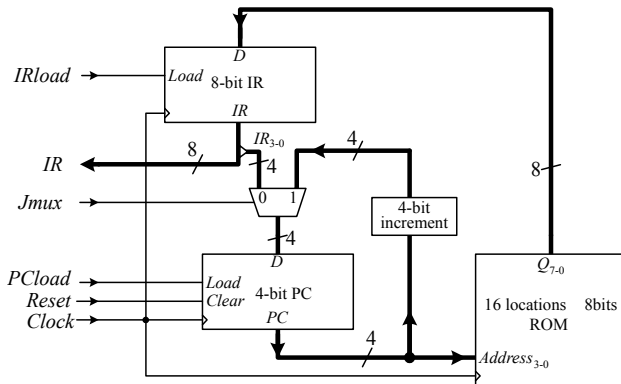 D
IRload
Load
8-bit IR
IR
IR3-0
8
4
4
8
IR
Jmux
0 1
4-bit
increment
4
D
PCload
Load
Reset
Clear
4-bit PC
Clock
PC
4
Q7-0
16 locations 8bits
ROM
Address3-0